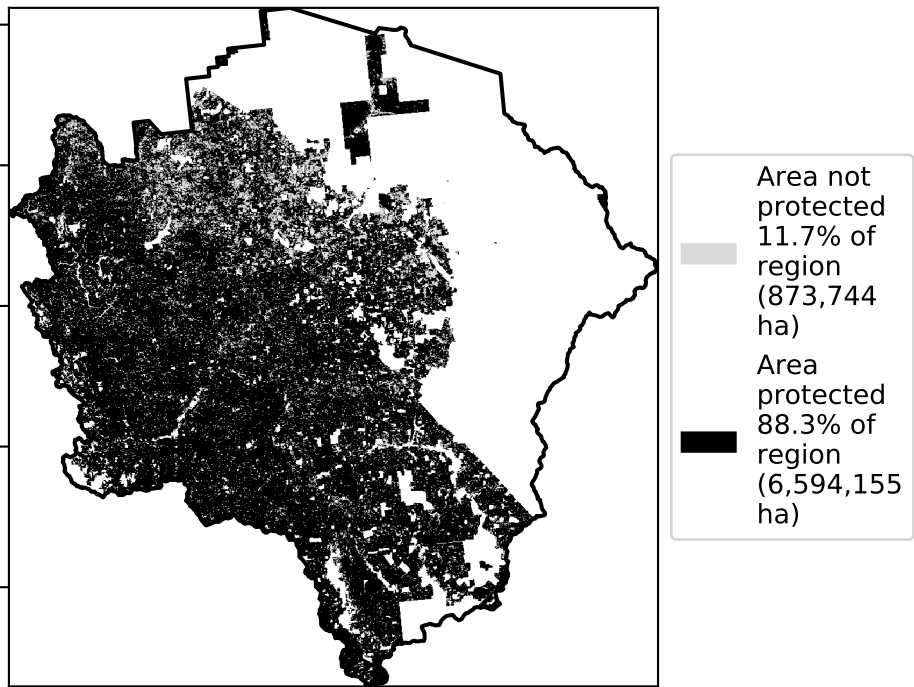 Area not
protected
11.7% of
region
(873,744
ha)
Area
protected
88.3% of
region
(6,594,155
ha)